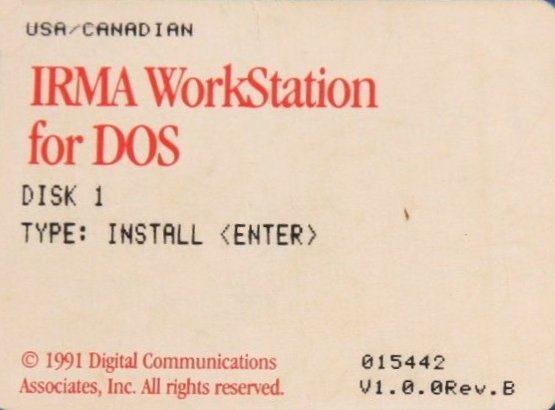 USA/CANADIAN
IRMA WorkStation
for DOS
DISK 1
TYPE: INSTALL <ENTER>
© 1991 Digital Communications
Associates, Inc. All rights reserved.
015442
V1.0.0Rev.B